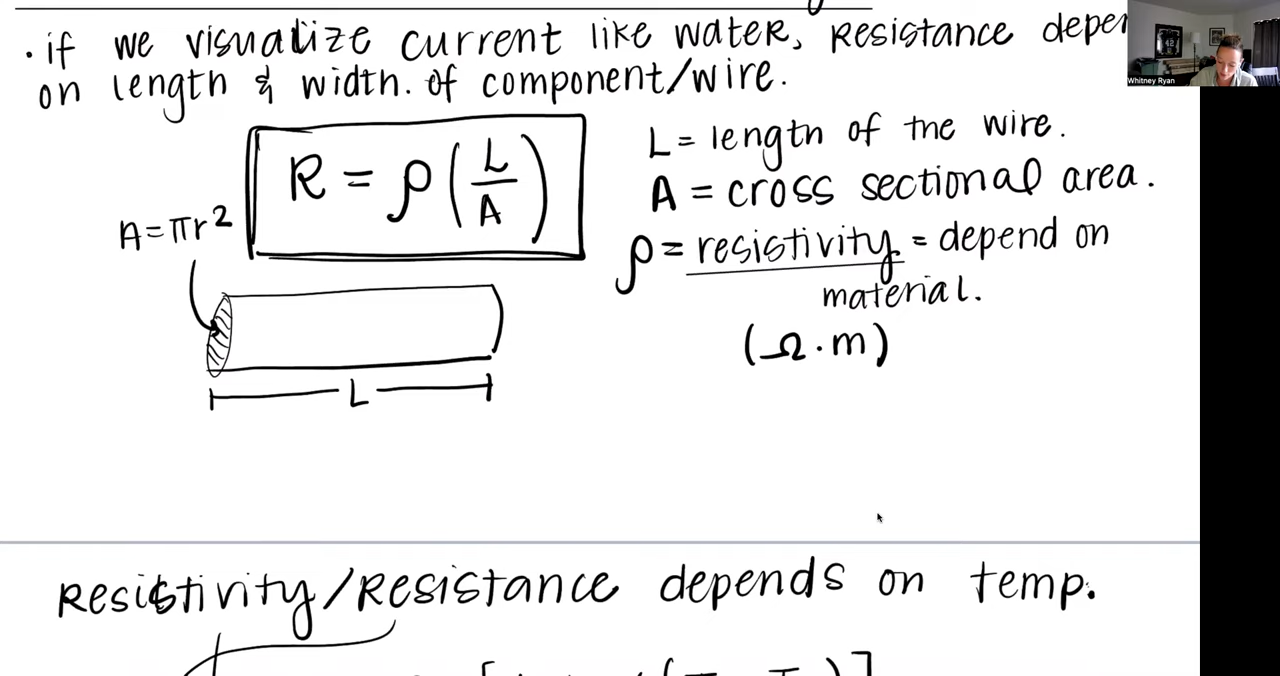 . if we visualize current like water, resistance depen
on length & width. of component/wire.
R = ρ (L/A)
L = length of the wire.
A = cross sectional area.
A = πr²
ρ = resistivity = depend on
material.
(Ω · m)
L
Resistivity/Resistance depends on temp.
Whitney Ryan